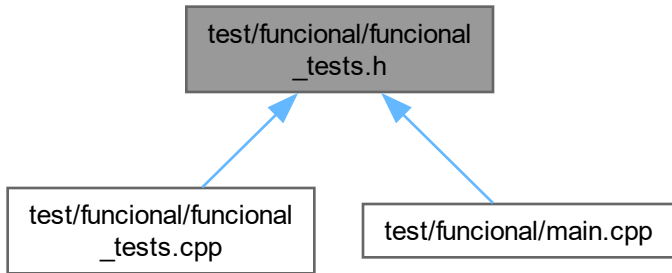 test/funcional/funcional
_tests.h
test/funcional/funcional
_tests.cpp
test/funcional/main.cpp